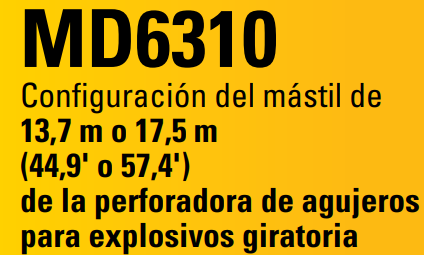 MD6310
Configuración del mástil de
13,7 m o 17,5 m
(44,9' o 57,4')
de la perforadora de agujeros
para explosivos giratoria